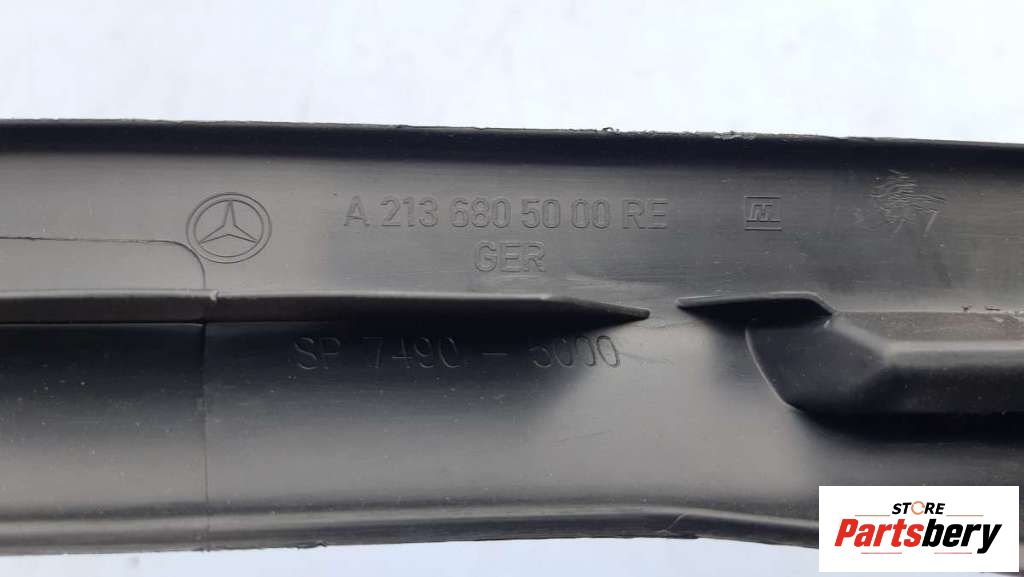 A 213 680 50 00 RE
GER
SP 7490 - 5000
STORE
Partsbery